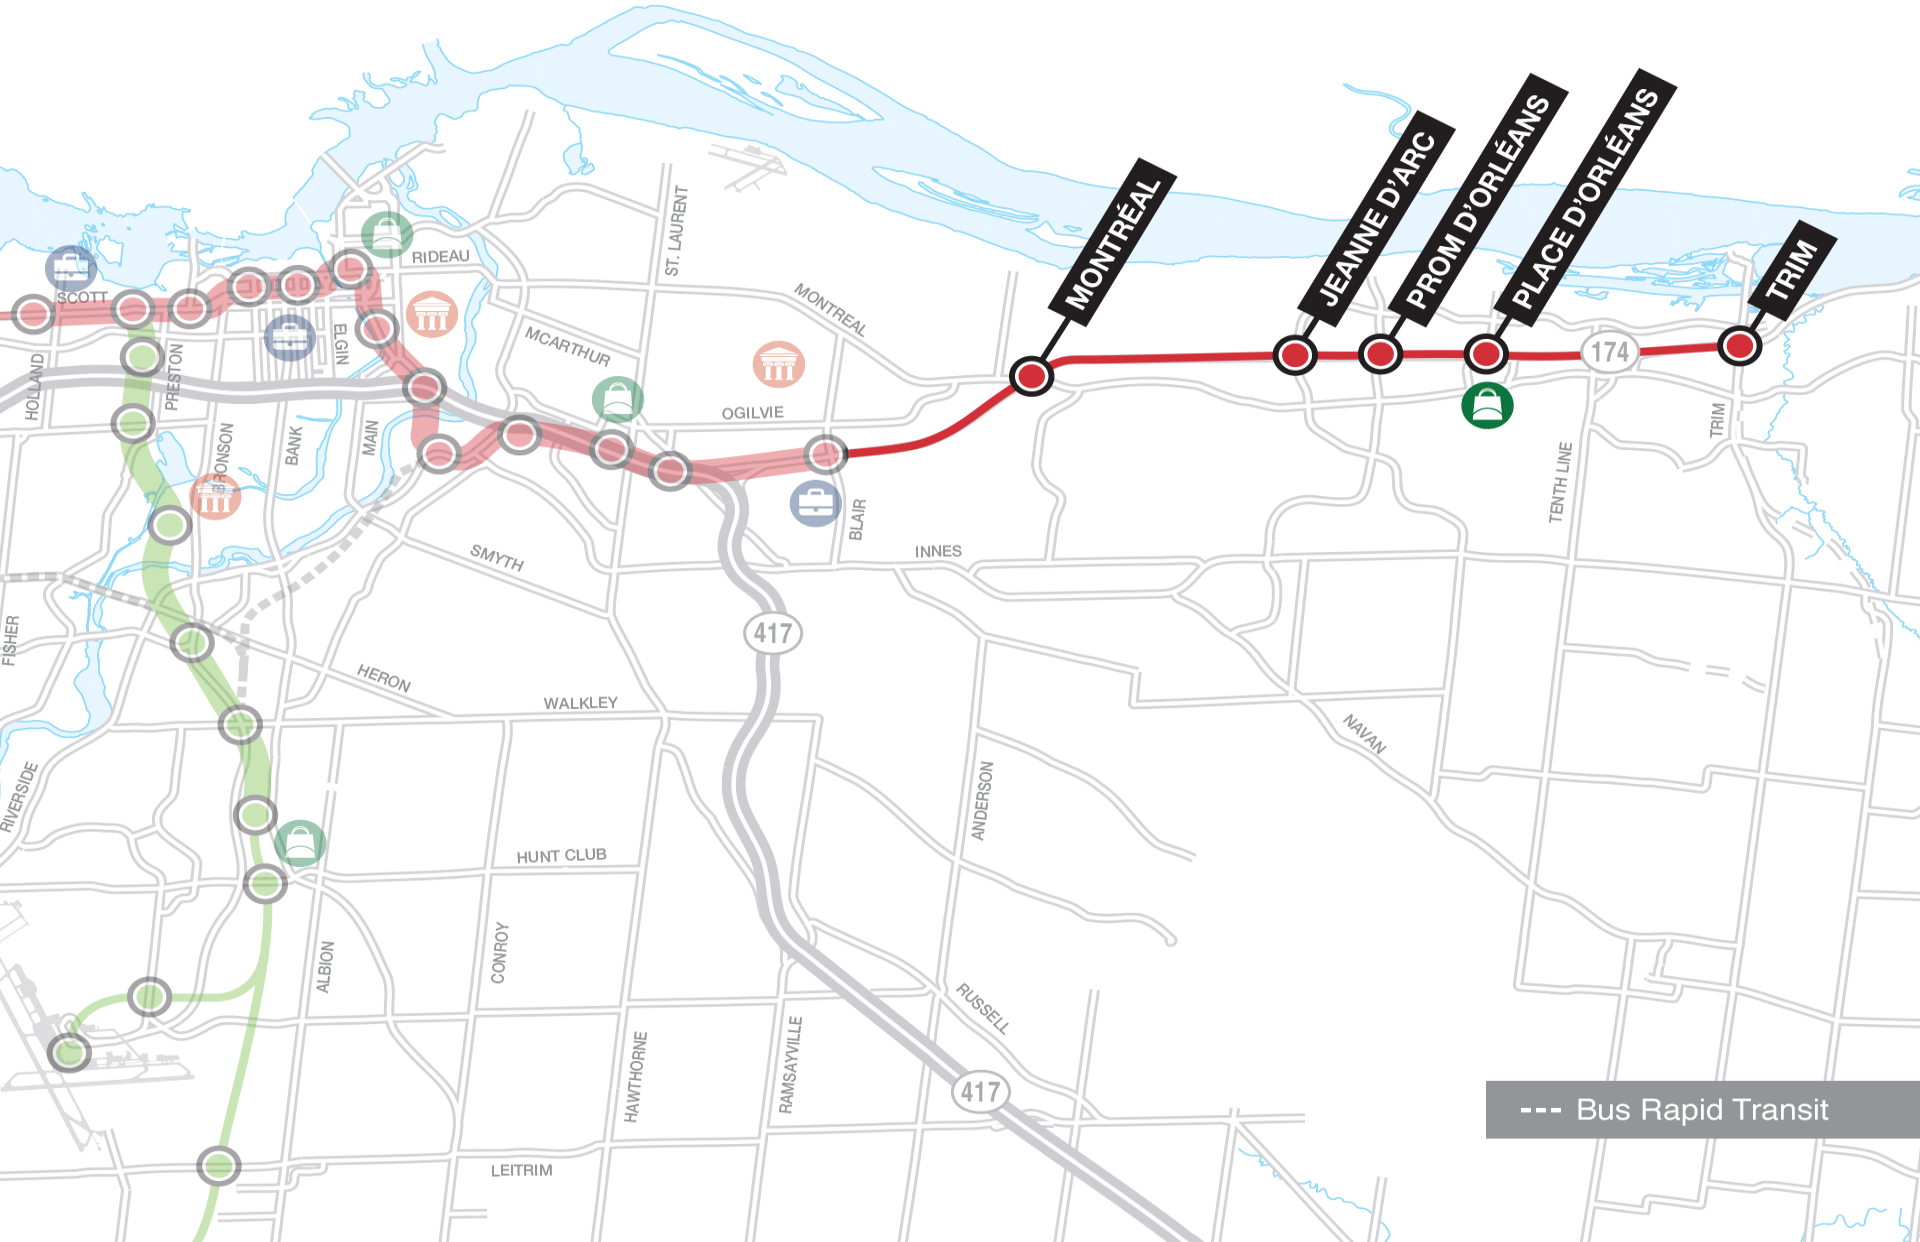 MONTRÉAL
JEANNE D'ARC
PROM D'ORLÉANS
PLACE D'ORLÉANS
TRIM
RIDEAU
ST. LAURENT
SCOTT
MONTREAL
ELGIN
MCARTHUR
174
HOLLAND
PRESTON
OGILVIE
TRIM
BRONSON
BANK
MAIN
TENTH LINE
BLAIR
SMYTH
INNES
FISHER
417
HERON
WALKLEY
NAVAN
RIVERSIDE
ANDERSON
HUNT CLUB
ALBION
CONROY
RUSSELL
HAWTHORNE
RAMSAYVILLE
417
Bus Rapid Transit
LEITRIM